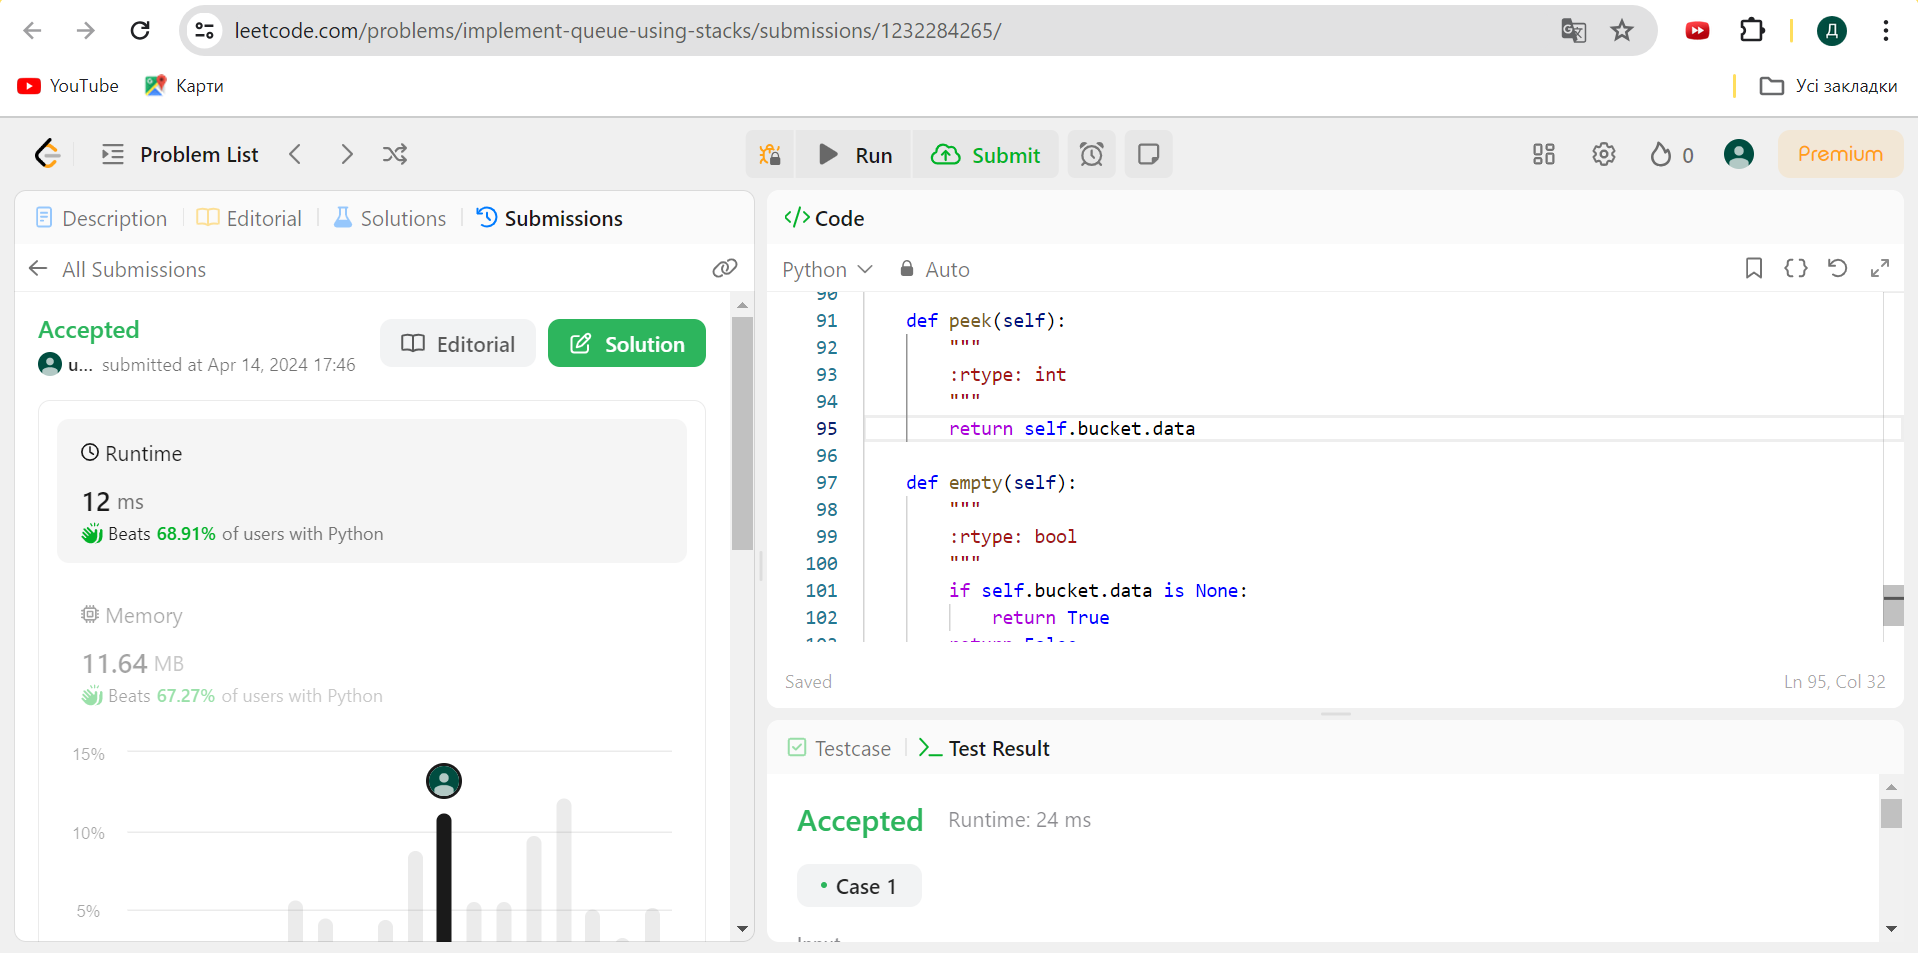 leetcode.com/problems/implement-queue-using-stacks/submissions/1232284265/
Д
YouTube
Карти
Усі закладки
Problem List
Run
Submit
0
Premium
Description
Editorial
Solutions
Submissions
All Submissions
Accepted
u... submitted at Apr 14, 2024 17:46
Editorial
Solution
Runtime
12 ms
Beats 68.91% of users with Python
Memory
11.64 MB
Beats 67.27% of users with Python
15%
10%
5%
</> Code
Python
Auto
90
91 def peek(self):
92 """
93 :rtype: int
94 """
95 return self.bucket.data
96
97 def empty(self):
98 """
99 :rtype: bool
100 """
101 if self.bucket.data is None:
102 return True
103 return False
Saved
Ln 95, Col 32
Testcase
Test Result
Accepted
Runtime: 24 ms
Case 1
Input